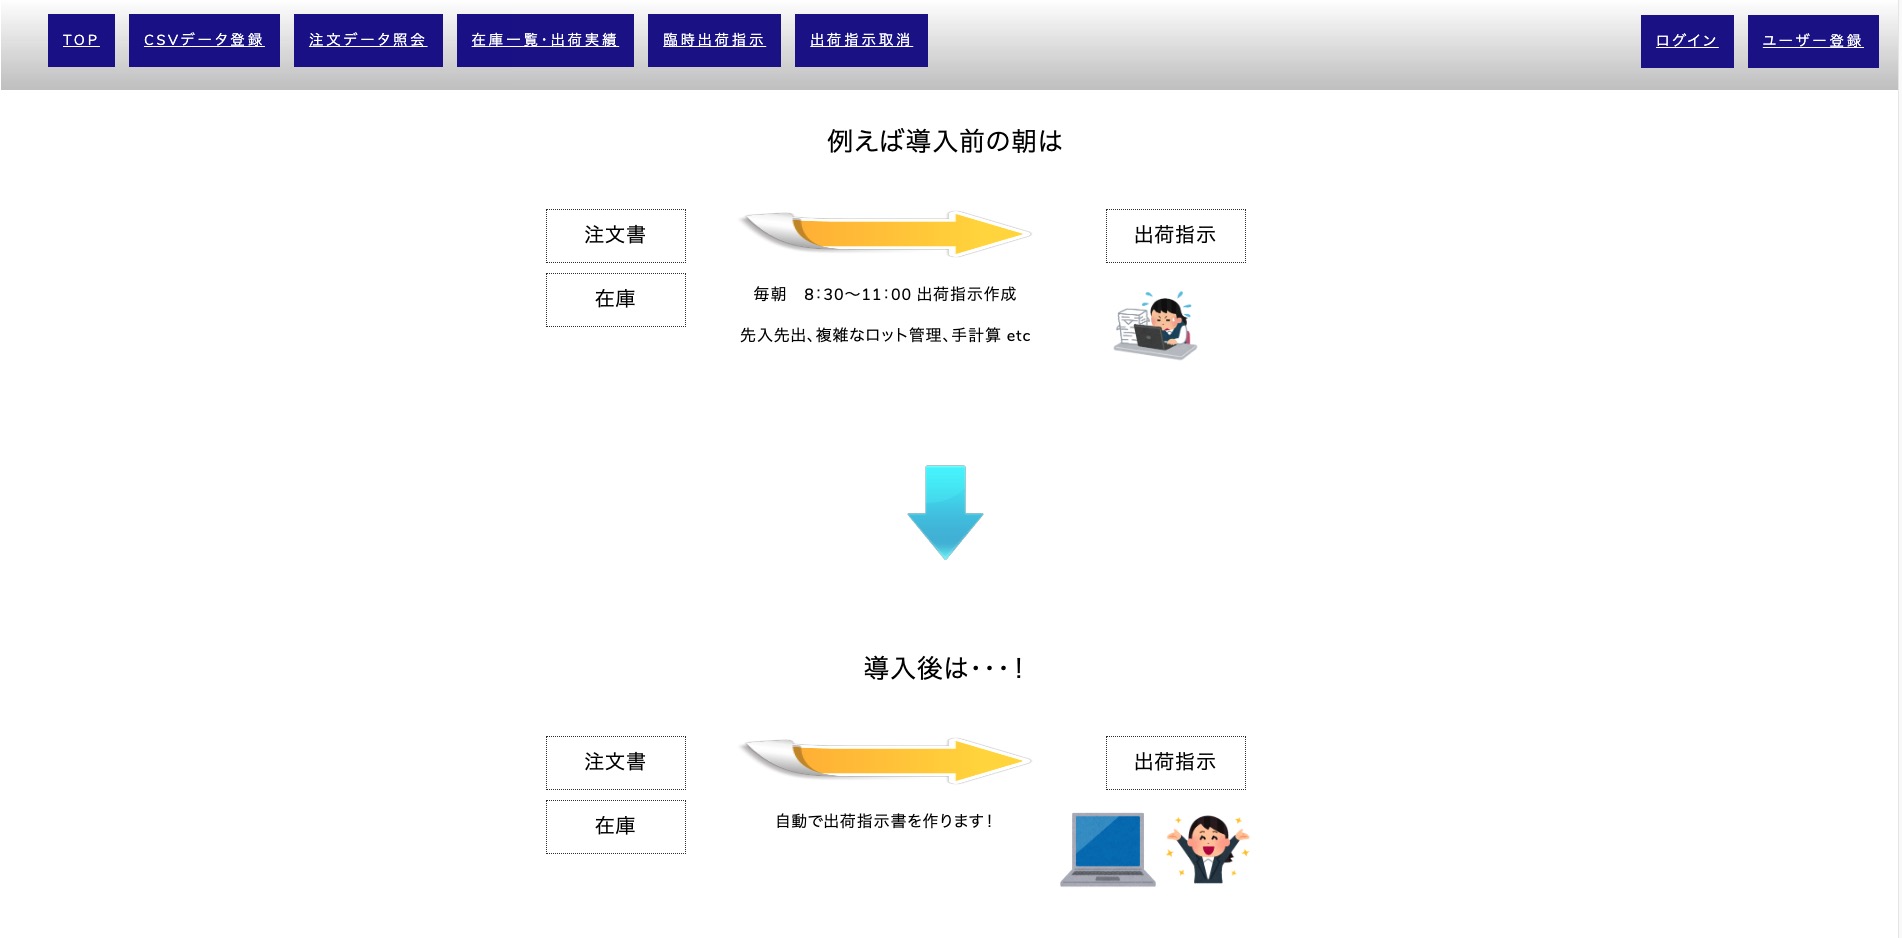 TOP
CSVデータ登録
注文データ照会
在庫一覧・出荷実績
臨時出荷指示
出荷指示取消
ログイン
ユーザー登録
例えば導入前の朝は
注文書
出荷指示
在庫
毎朝　8：30〜11：00 出荷指示作成
先入先出、複雑なロット管理、手計算 etc
導入後は・・・！
注文書
出荷指示
在庫
自動で出荷指示書を作ります！